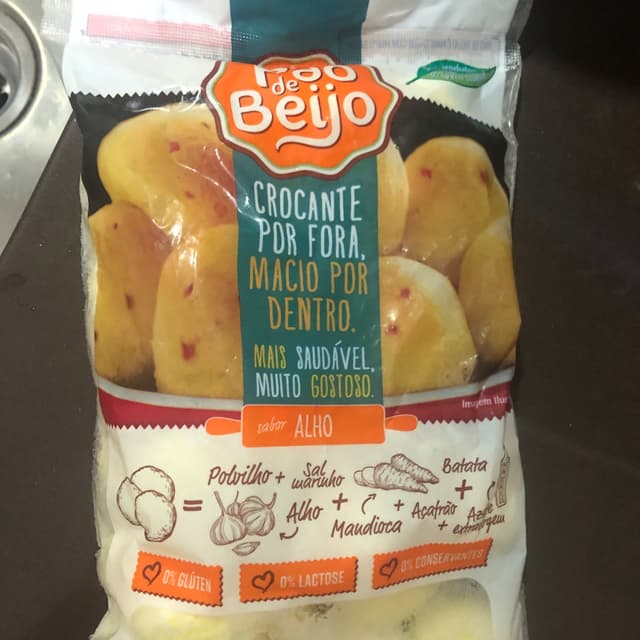 Pão
de
Beijo
CROCANTE
POR FORA,
MACIO POR
DENTRO.
MAIS SAUDÁVEL,
MUITO GOSTOSO.
Imagem ilus
sabor ALHO
Polvilho + Sal marinho
Alho + Mandioca + Açafrão
Batata + Azeite extravirgem
0% GLÚTEN
0% LACTOSE
0% CONSERVANTES